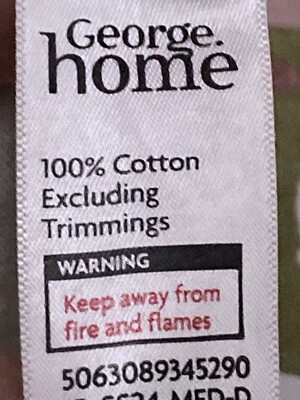 George.
home
100% Cotton
Excluding
Trimmings
WARNING
Keep away from
fire and flames
5063089345290